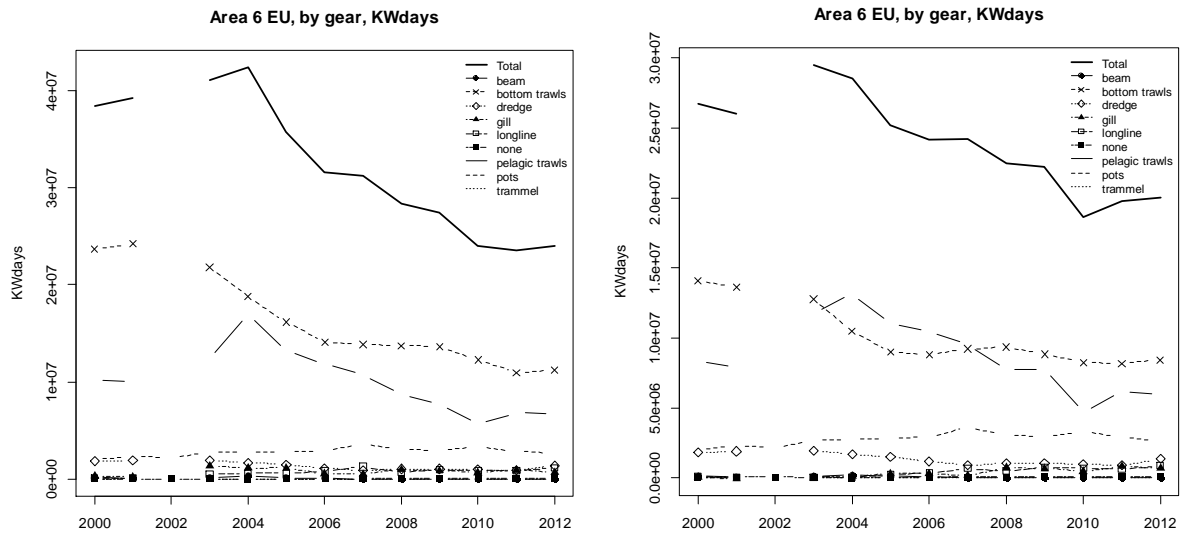 Area 6 EU, by gear, KWdays
KWdays
4e+07
3e+07
2e+07
1e+07
0e+00
2000 2002 2004 2006 2008 2010 2012
Total
beam
bottom trawls
dredge
gill
longline
none
pelagic trawls
pots
trammel
Area 6 EU, by gear, KWdays
KWdays
3.0e+07
2.5e+07
2.0e+07
1.5e+07
1.0e+07
5.0e+06
0.0e+00
2000 2002 2004 2006 2008 2010 2012
Total
beam
bottom trawls
dredge
gill
longline
none
pelagic trawls
pots
trammel